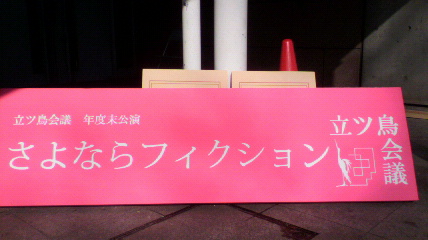 立ツ鳥会議　年度末公演
さよならフィクション
立ツ鳥
会議